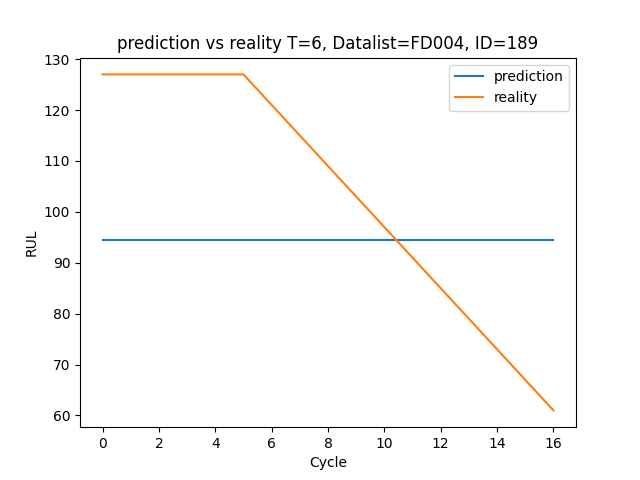 prediction vs reality T=6, Datalist=FD004, ID=189
prediction
reality
RUL
130
120
110
100
90
80
70
60
0 2 4 6 8 10 12 14 16
Cycle